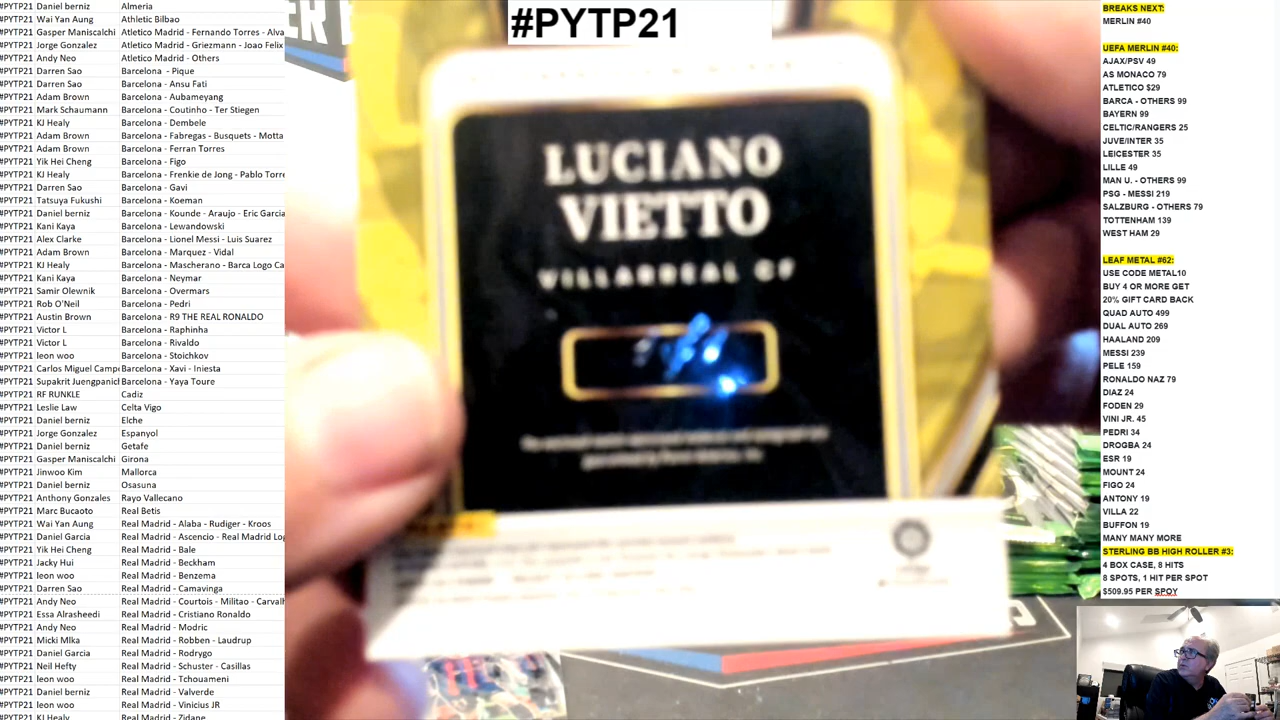 #PYTP21 Daniel berniz Almeria
#PYTP21 Wai Yan Aung Athletic Bilbao
#PYTP21 Gasper Maniscalchi Atletico Madrid - Fernando Torres - Alva
#PYTP21 Jorge Gonzalez Atletico Madrid - Griezmann - Joao Felix
#PYTP21 Andy Neo Atletico Madrid - Others
#PYTP21 Darren Sao Barcelona - Pique
#PYTP21 Darren Sao Barcelona - Ansu Fati
#PYTP21 Adam Brown Barcelona - Aubameyang
#PYTP21 Mark Schaumann Barcelona - Coutinho - Ter Stiegen
#PYTP21 KJ Healy Barcelona - Dembele
#PYTP21 Adam Brown Barcelona - Fabregas - Busquets - Motta
#PYTP21 Adam Brown Barcelona - Ferran Torres
#PYTP21 Yik Hei Cheng Barcelona - Figo
#PYTP21 KJ Healy Barcelona - Frenkie de Jong - Pablo Torre
#PYTP21 Darren Sao Barcelona - Gavi
#PYTP21 Tatsuya Fukushi Barcelona - Koeman
#PYTP21 Daniel berniz Barcelona - Kounde - Araujo - Eric Garcia
#PYTP21 Kani Kaya Barcelona - Lewandowski
#PYTP21 Alex Clarke Barcelona - Lionel Messi - Luis Suarez
#PYTP21 Adam Brown Barcelona - Marquez - Vidal
#PYTP21 KJ Healy Barcelona - Mascherano - Barca Logo Ca
#PYTP21 Kani Kaya Barcelona - Neymar
#PYTP21 Samir Olewnik Barcelona - Overmars
#PYTP21 Rob O'Neil Barcelona - Pedri
#PYTP21 Austin Brown Barcelona - R9 THE REAL RONALDO
#PYTP21 Victor L Barcelona - Raphinha
#PYTP21 Victor L Barcelona - Rivaldo
#PYTP21 leon woo Barcelona - Stoichkov
#PYTP21 Carlos Miguel Campo Barcelona - Xavi - Iniesta
#PYTP21 Supakrit Juengpanich Barcelona - Yaya Toure
#PYTP21 RF RUNKLE Cadiz
#PYTP21 Leslie Law Celta Vigo
#PYTP21 Daniel berniz Elche
#PYTP21 Jorge Gonzalez Espanyol
#PYTP21 Daniel berniz Getafe
#PYTP21 Gasper Maniscalchi Girona
#PYTP21 Jinwoo Kim Mallorca
#PYTP21 Daniel berniz Osasuna
#PYTP21 Anthony Gonzales Rayo Vallecano
#PYTP21 Marc Bucaoto Real Betis
#PYTP21 Wai Yan Aung Real Madrid - Alaba - Rudiger - Kroos
#PYTP21 Daniel Garcia Real Madrid - Ascencio - Real Madrid Log
#PYTP21 Yik Hei Cheng Real Madrid - Bale
#PYTP21 Jacky Hui Real Madrid - Beckham
#PYTP21 leon woo Real Madrid - Benzema
#PYTP21 Darren Sao Real Madrid - Camavinga
#PYTP21 Andy Neo Real Madrid - Courtois - Militao - Carvalh
#PYTP21 Essa Alrasheedi Real Madrid - Cristiano Ronaldo
#PYTP21 Andy Neo Real Madrid - Modric
#PYTP21 Micki Mlka Real Madrid - Robben - Laudrup
#PYTP21 Daniel Garcia Real Madrid - Rodrygo
#PYTP21 Neil Hefty Real Madrid - Schuster - Casillas
#PYTP21 leon woo Real Madrid - Tchouameni
#PYTP21 Daniel berniz Real Madrid - Valverde
#PYTP21 leon woo Real Madrid - Vinicius JR
#PYTP21 KJ Healy Real Madrid - Zidane
#PYTP21
LUCIANO
VIETTO
VILLARREAL CF
BREAKS NEXT:
MERLIN #40
UEFA MERLIN #40:
AJAX/PSV 49
AS MONACO 79
ATLETICO $29
BARCA - OTHERS 99
BAYERN 99
CELTIC/RANGERS 25
JUVE/INTER 35
LEICESTER 35
LILLE 49
MAN U. - OTHERS 99
PSG - MESSI 219
SALZBURG - OTHERS 79
TOTTENHAM 139
WEST HAM 29
LEAF METAL #62:
USE CODE METAL10
BUY 4 OR MORE GET
20% GIFT CARD BACK
QUAD AUTO 499
DUAL AUTO 269
HAALAND 209
MESSI 239
PELE 159
RONALDO NAZ 79
DIAZ 24
FODEN 29
VINI JR. 45
PEDRI 34
DROGBA 24
ESR 19
MOUNT 24
FIGO 24
ANTONY 19
VILLA 22
BUFFON 19
MANY MANY MORE
STERLING BB HIGH ROLLER #3:
4 BOX CASE, 8 HITS
8 SPOTS, 1 HIT PER SPOT
$509.95 PER SPOY